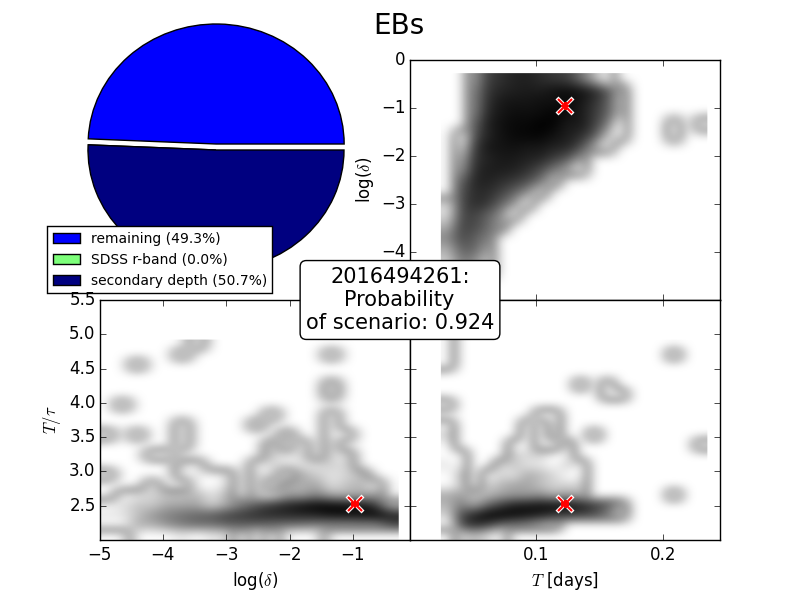 EBs
remaining (49.3%)
SDSS r-band (0.0%)
secondary depth (50.7%)
0
−1
−2
−3
−4
log(δ)
2016494261:
Probability
of scenario: 0.924
5.5
5.0
4.5
4.0
3.5
3.0
2.5
T/τ
−5
−4
−3
−2
−1
log(δ)
0.1
0.2
T [days]